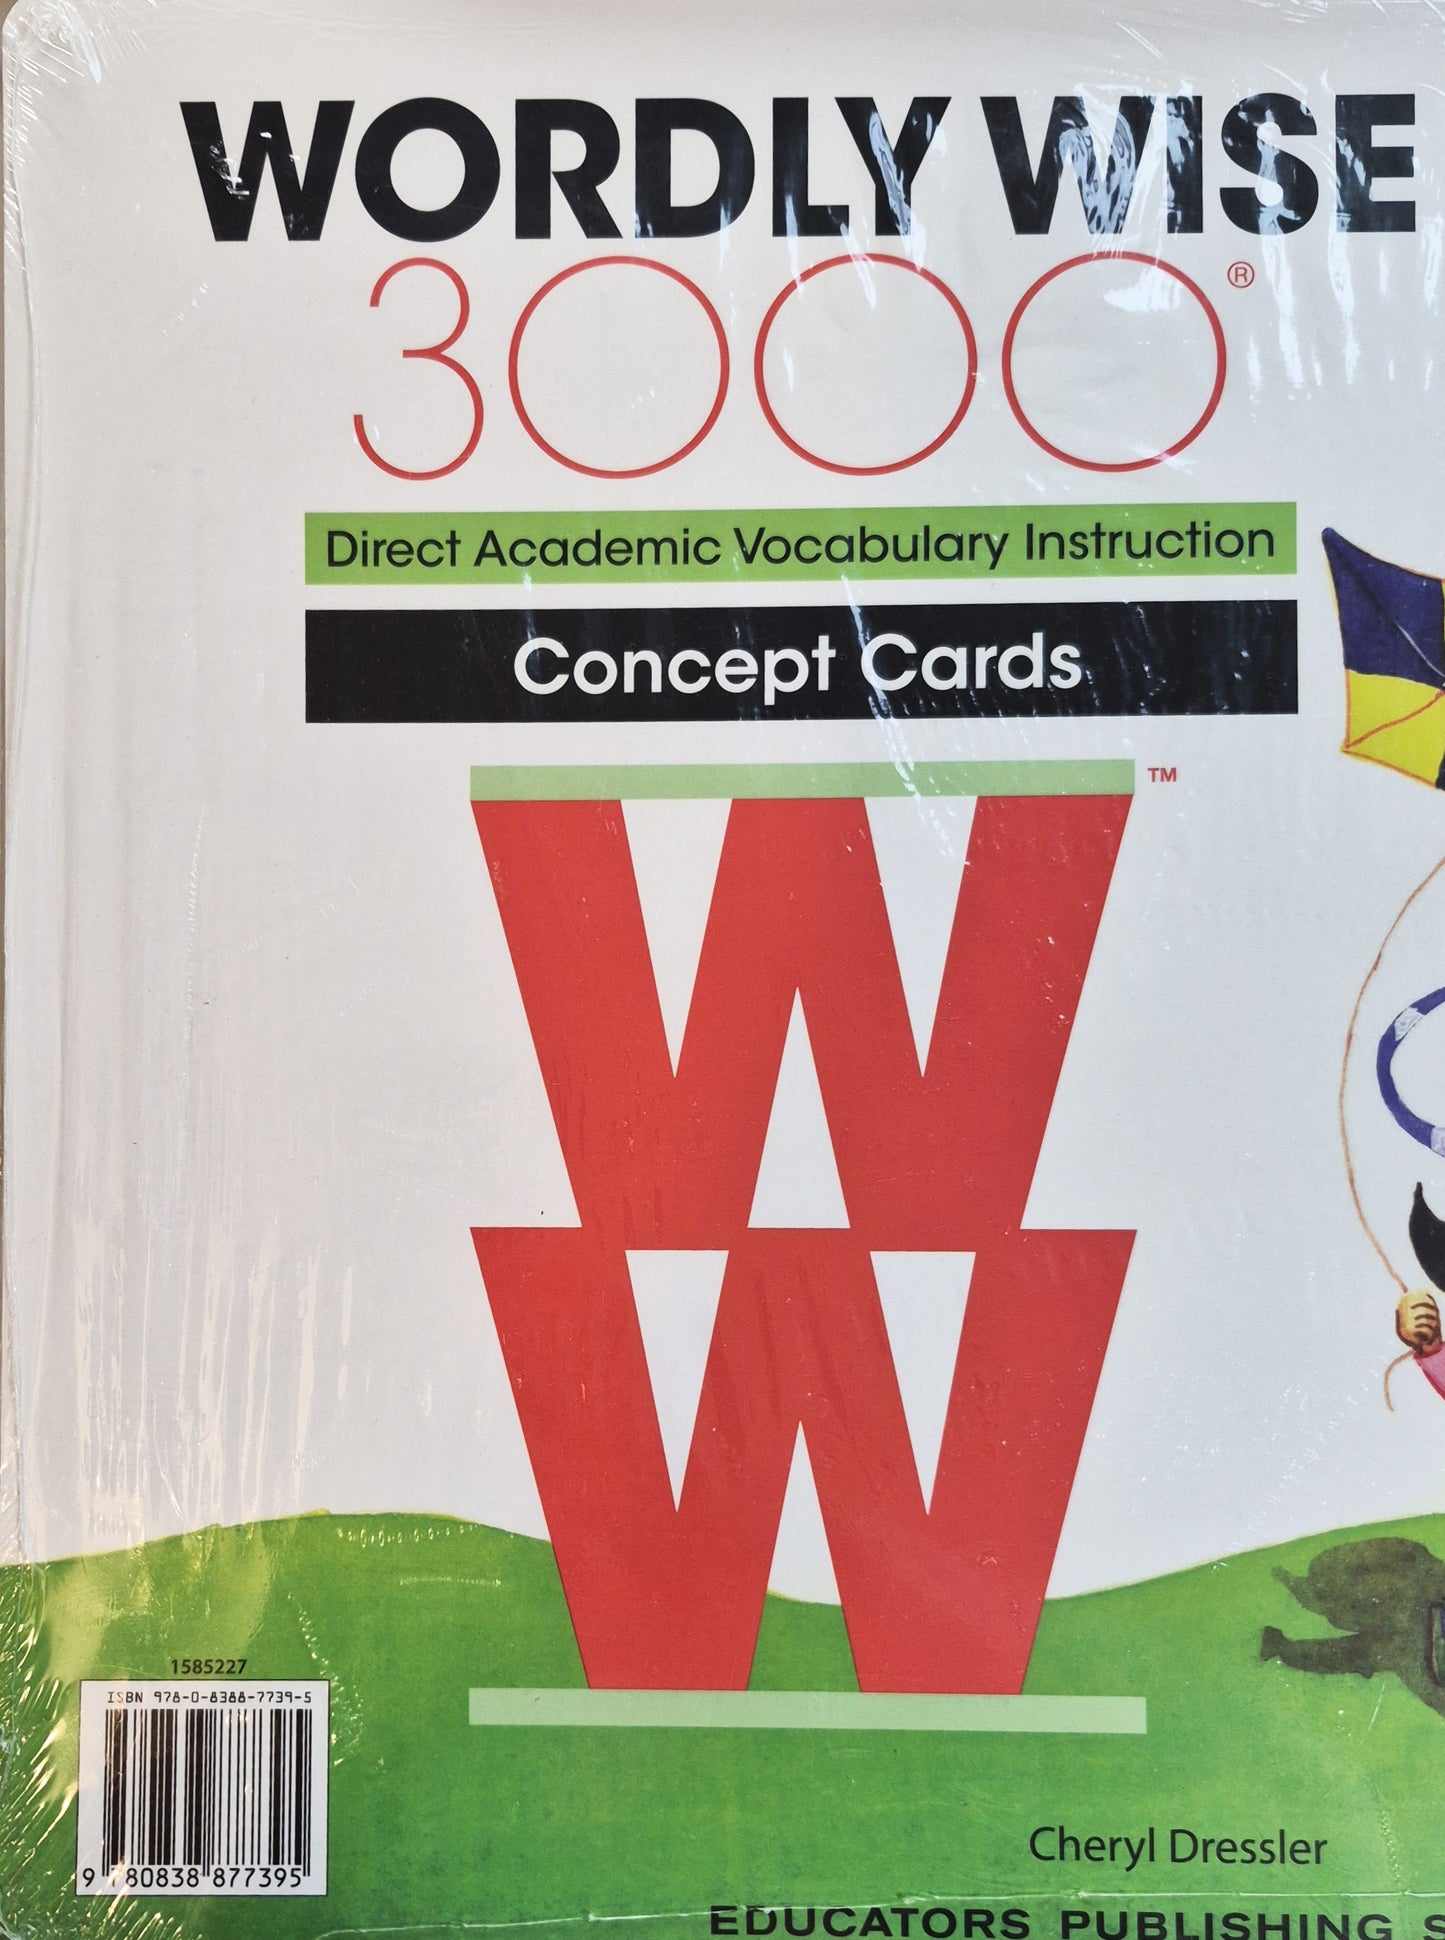 WORDLY WISE
3000®
Direct Academic Vocabulary Instruction
Concept Cards
W™
W
1585227
ISBN 978-0-8388-7739-5
9 780838 877395
Cheryl Dressler
EDUCATORS PUBLISHING S